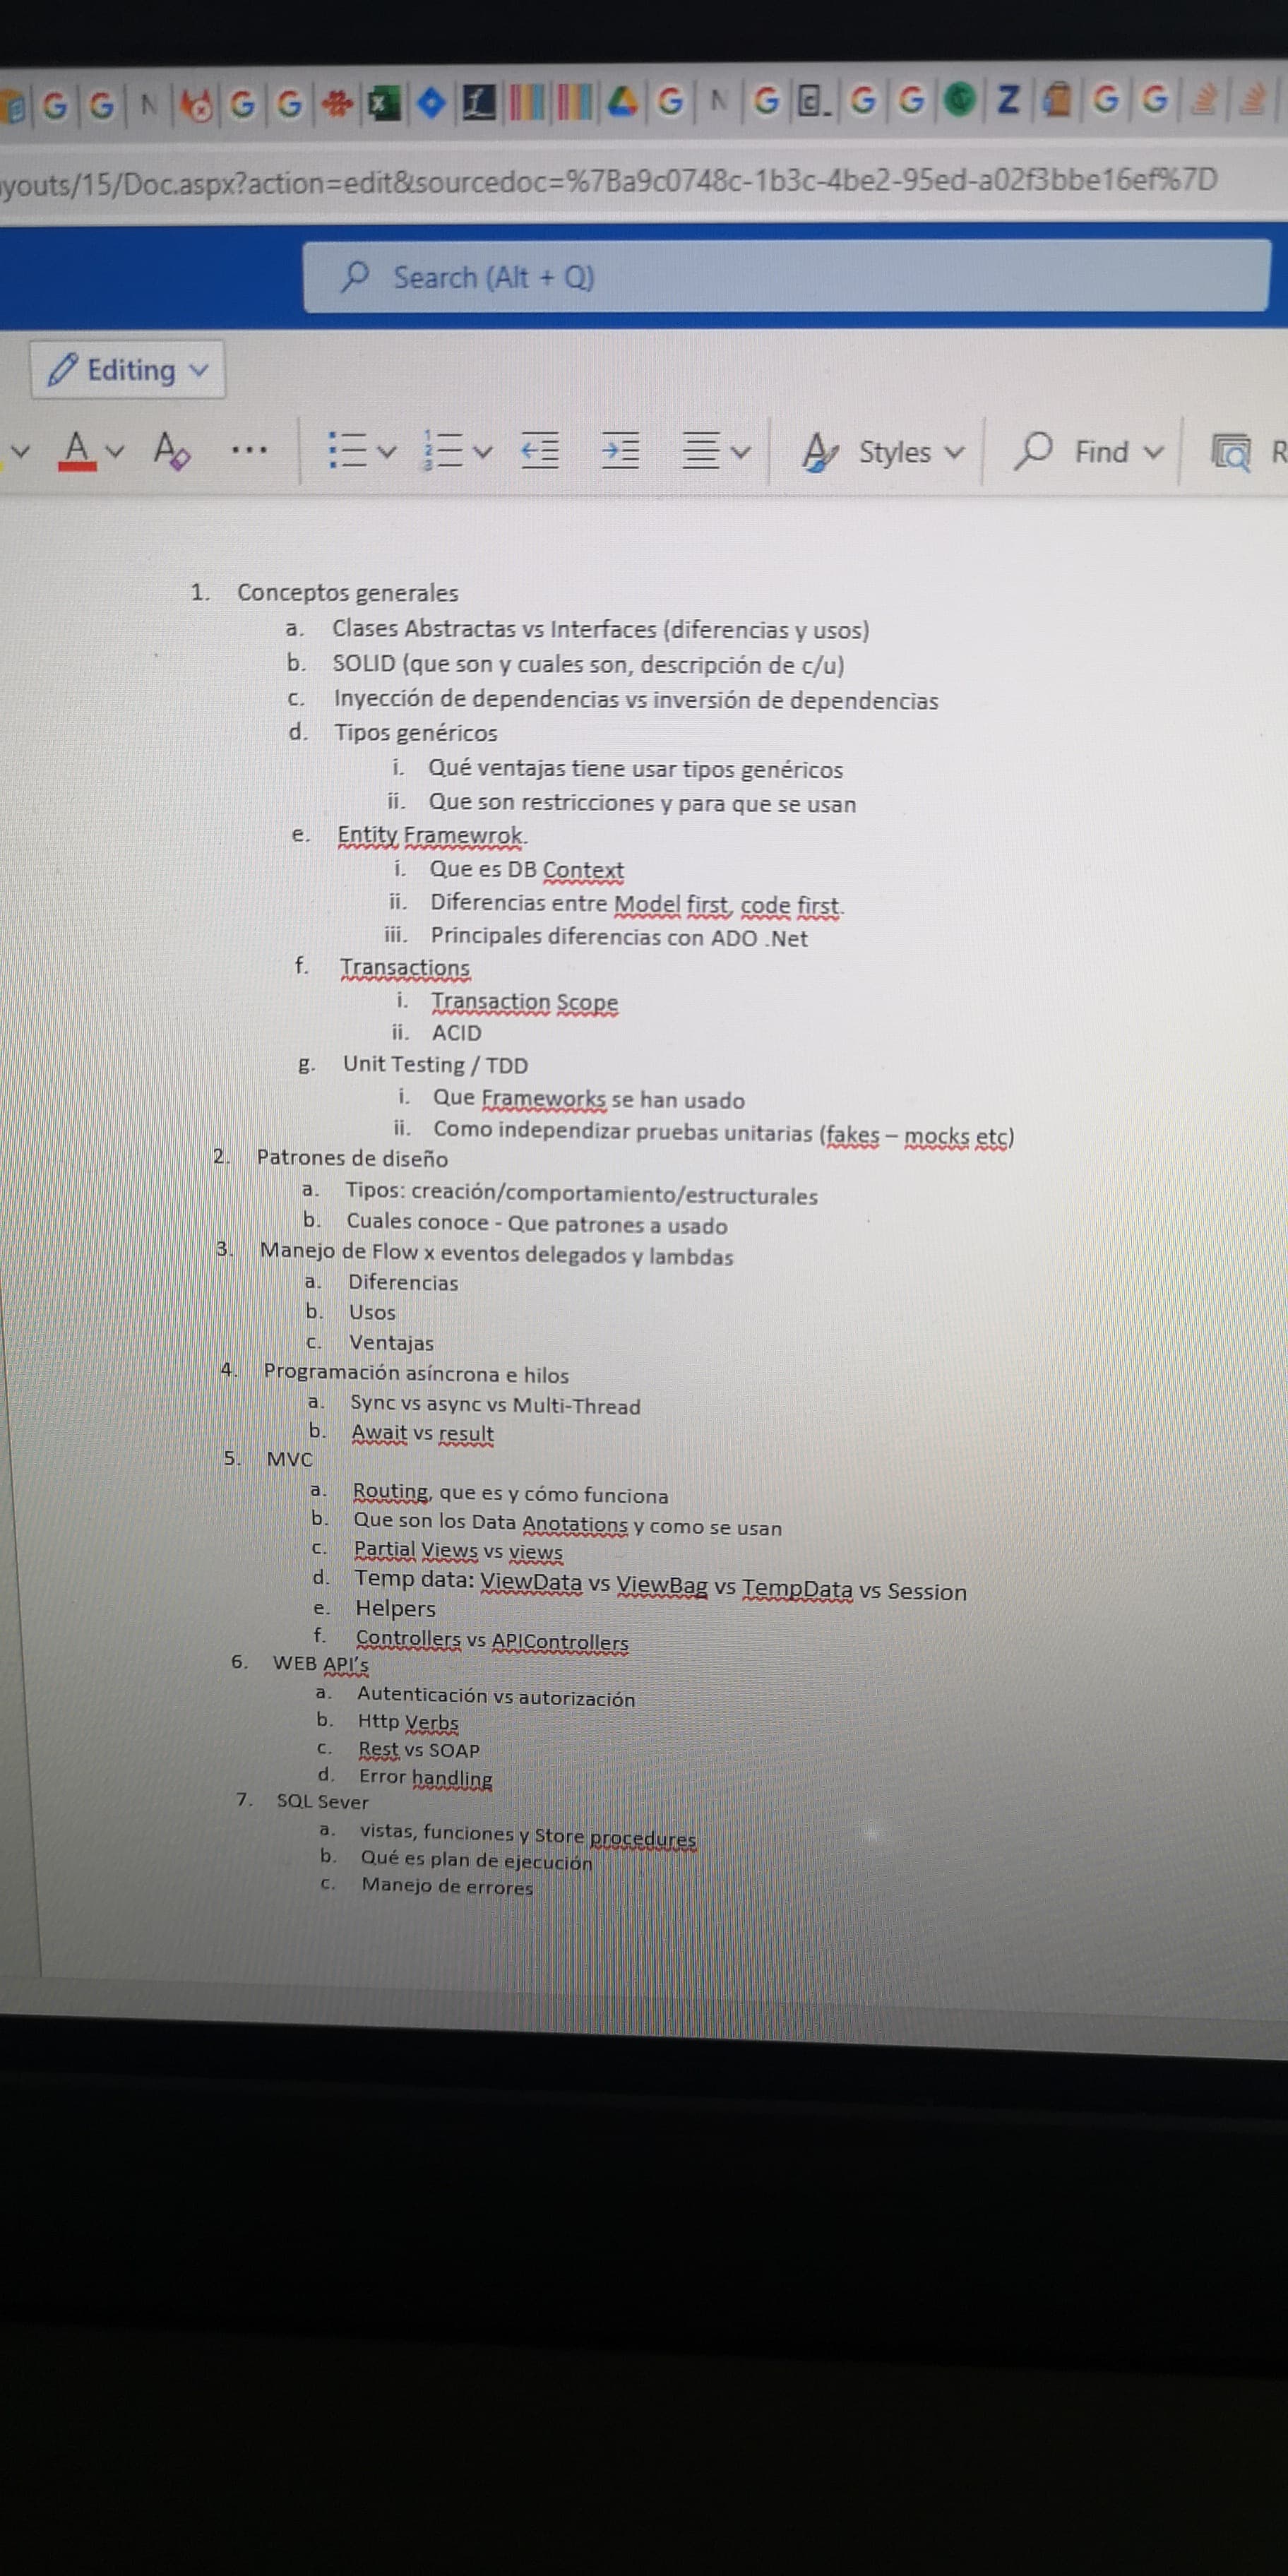 youts/15/Doc.aspx?action=edit&sourcedoc=%7Ba9c0748c-1b3c-4be2-95ed-a02f3bbe16ef%7D
Search (Alt + Q)
Editing
Styles
Find
R
1. Conceptos generales
a. Clases Abstractas vs Interfaces (diferencias y usos)
b. SOLID (que son y cuales son, descripción de c/u)
c. Inyección de dependencias vs inversión de dependencias
d. Tipos genéricos
i. Qué ventajas tiene usar tipos genéricos
ii. Que son restricciones y para que se usan
e. Entity Framewrok.
i. Que es DB Context
ii. Diferencias entre Model first, code first.
iii. Principales diferencias con ADO .Net
f. Transactions
i. Transaction Scope
ii. ACID
g. Unit Testing / TDD
i. Que Frameworks se han usado
ii. Como independizar pruebas unitarias (fakes – mocks etc)
2. Patrones de diseño
a. Tipos: creación/comportamiento/estructurales
b. Cuales conoce - Que patrones a usado
3. Manejo de Flow x eventos delegados y lambdas
a. Diferencias
b. Usos
c. Ventajas
4. Programación asíncrona e hilos
a. Sync vs async vs Multi-Thread
b. Await vs result
5. MVC
a. Routing, que es y cómo funciona
b. Que son los Data Anotations y como se usan
c. Partial Views vs views
d. Temp data: ViewData vs ViewBag vs TempData vs Session
e. Helpers
f. Controllers vs APIControllers
6. WEB API's
a. Autenticación vs autorización
b. Http Verbs
c. Rest vs SOAP
d. Error handling
7. SQL Sever
a. vistas, funciones y Store procedures
b. Qué es plan de ejecución
c. Manejo de errores